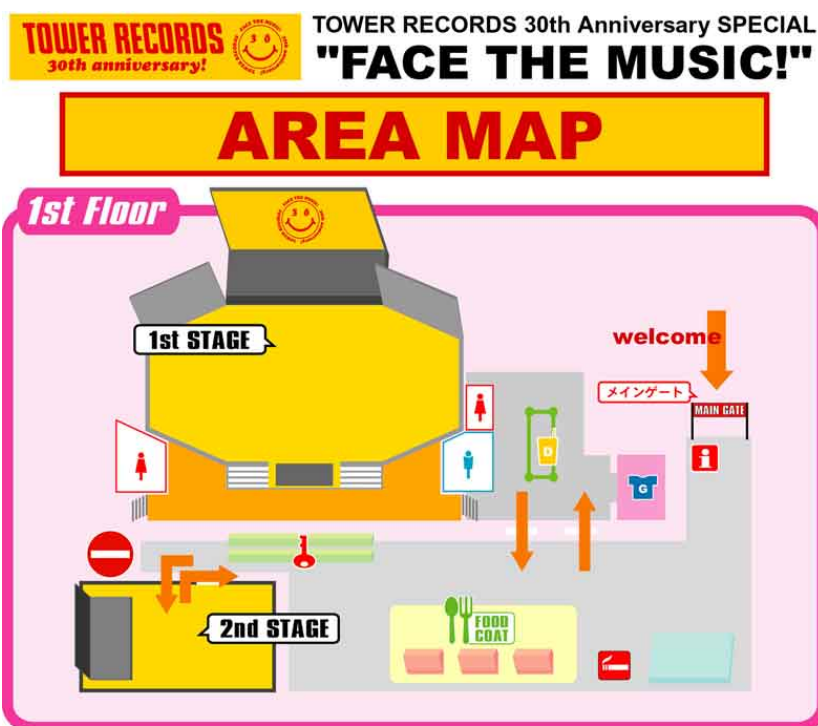 TOWER RECORDS
30th anniversary!
TOWER RECORDS 30th Anniversary SPECIAL
"FACE THE MUSIC!"
AREA MAP
1st Floor
30
1st STAGE
welcome
メインゲート
MAIN GATE
i
D
G
2nd STAGE
FOOD
COAT